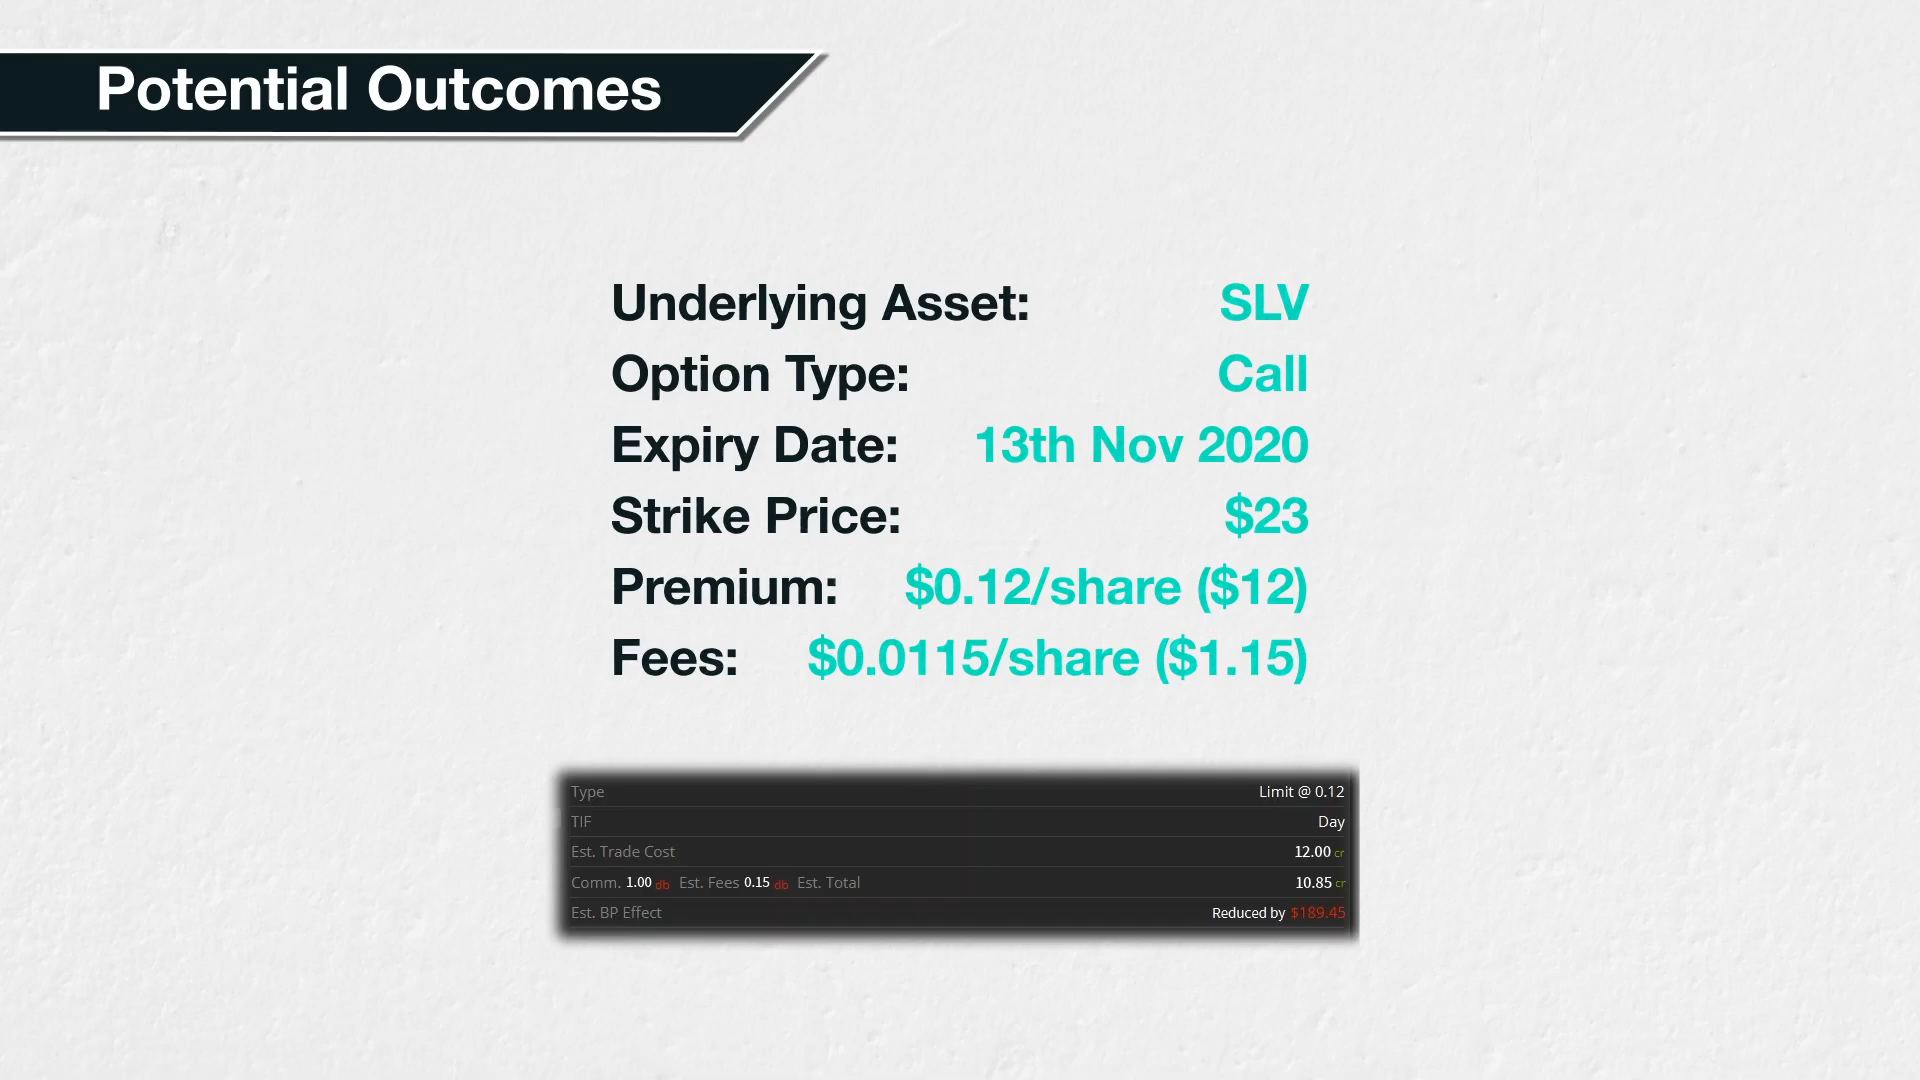 Potential Outcomes
Underlying Asset: SLV
Option Type: Call
Expiry Date: 13th Nov 2020
Strike Price: $23
Premium: $0.12/share ($12)
Fees: $0.0115/share ($1.15)
Type Limit @ 0.12
TIF Day
Est. Trade Cost 12.00 cr
Comm. 1.00 db Est. Fees 0.15 db Est. Total 10.85 cr
Est. BP Effect Reduced by $189.45